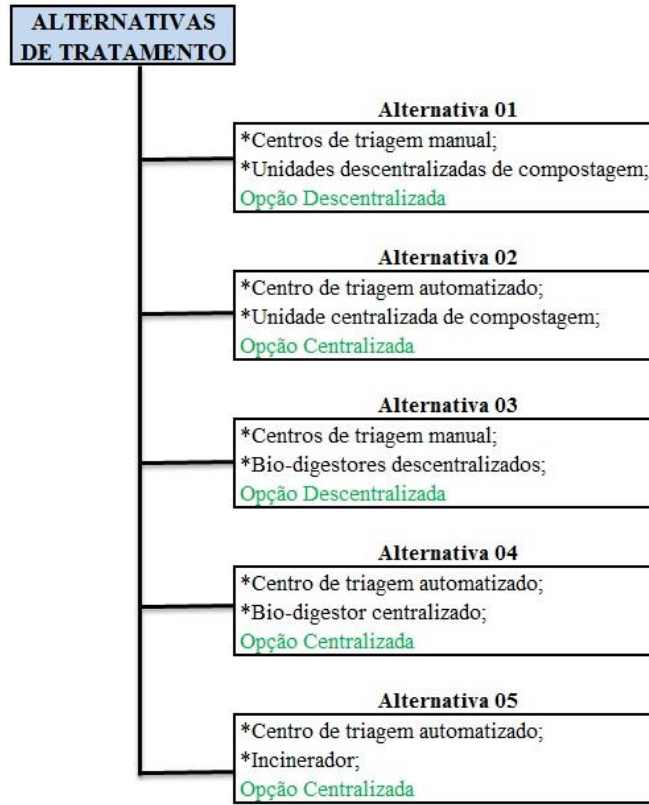 ALTERNATIVAS
DE TRATAMENTO
Alternativa 01
*Centros de triagem manual;
*Unidades descentralizadas de compostagem;
Opção Descentralizada
Alternativa 02
*Centro de triagem automatizado;
*Unidade centralizada de compostagem;
Opção Centralizada
Alternativa 03
*Centros de triagem manual;
*Bio-digestores descentralizados;
Opção Descentralizada
Alternativa 04
*Centro de triagem automatizado;
*Bio-digestor centralizado;
Opção Centralizada
Alternativa 05
*Centro de triagem automatizado;
*Incinerador;
Opção Centralizada